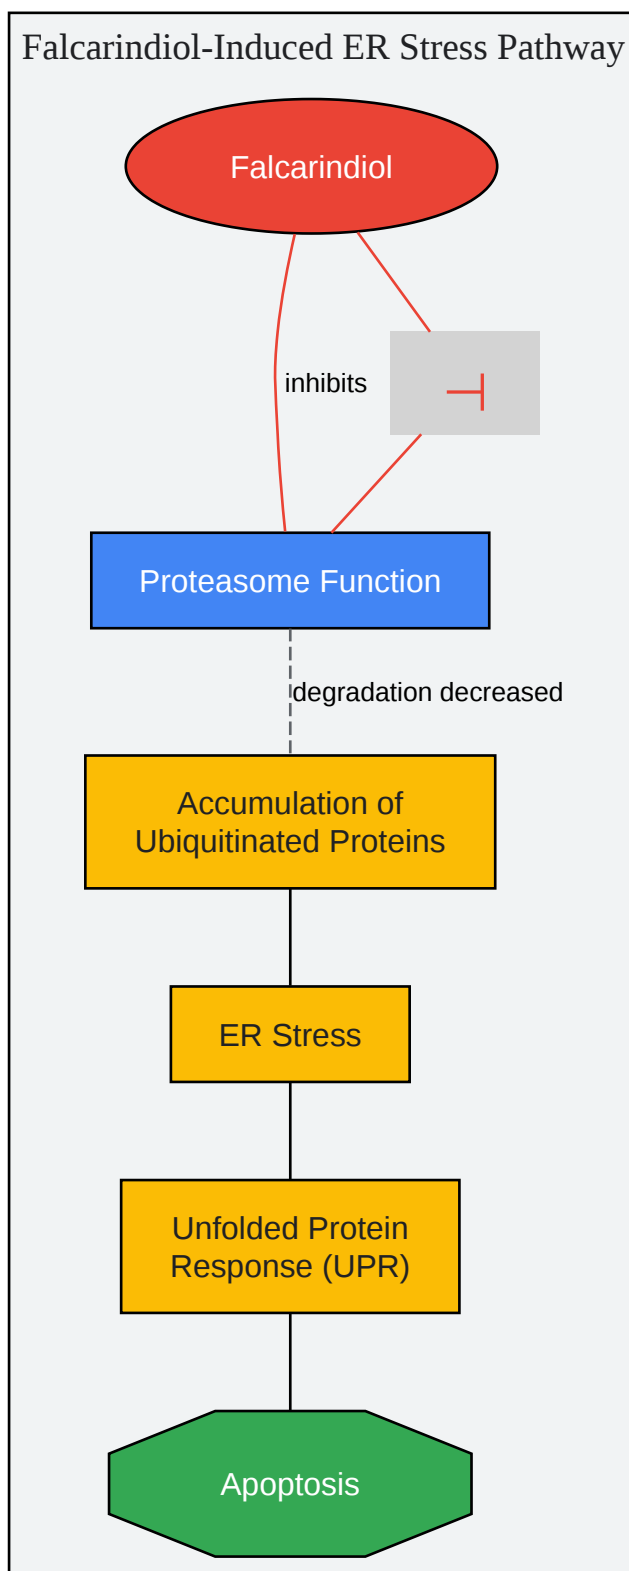 Falcarindiol-Induced ER Stress Pathway
Falcarindiol
inhibits
⊣
Proteasome Function
degradation decreased
Accumulation of
Ubiquitinated Proteins
ER Stress
Unfolded Protein
Response (UPR)
Apoptosis